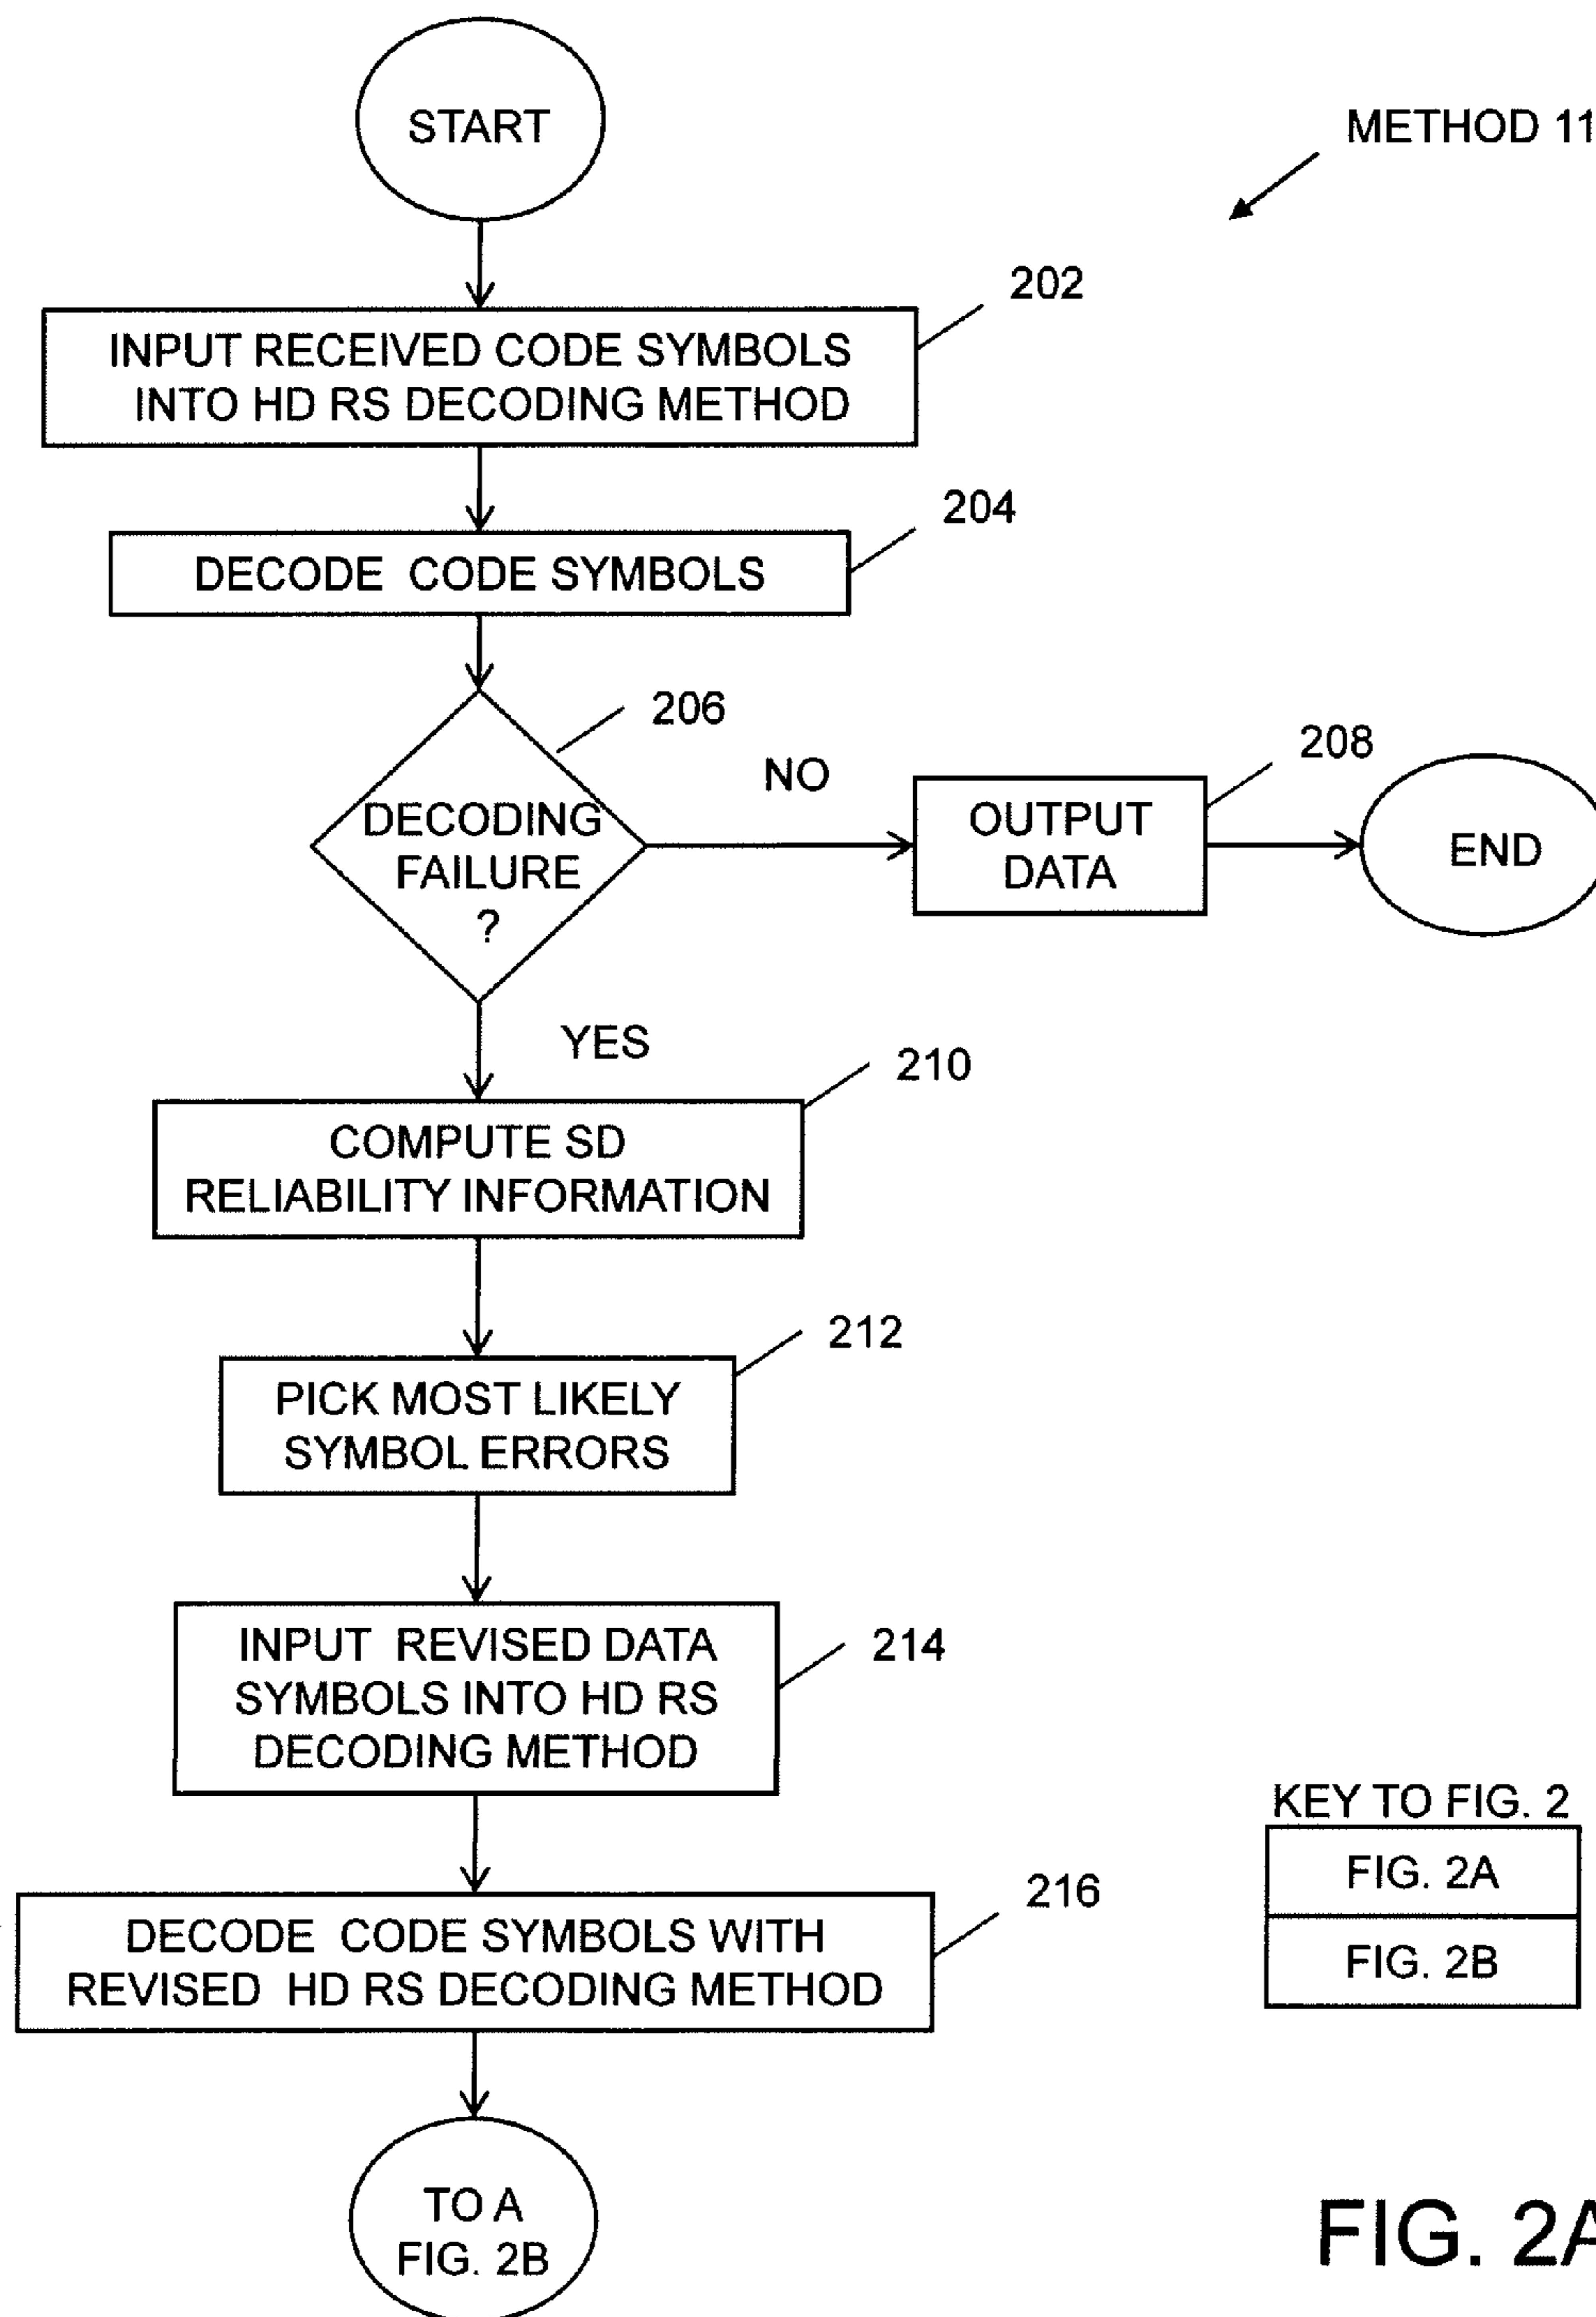 START
METHOD 11
202
INPUT RECEIVED CODE SYMBOLS
INTO HD RS DECODING METHOD
204
DECODE CODE SYMBOLS
206
DECODING
FAILURE
?
NO
208
OUTPUT
DATA
END
YES
210
COMPUTE SD
RELIABILITY INFORMATION
212
PICK MOST LIKELY
SYMBOL ERRORS
214
INPUT REVISED DATA
SYMBOLS INTO HD RS
DECODING METHOD
216
DECODE CODE SYMBOLS WITH
REVISED HD RS DECODING METHOD
KEY TO FIG. 2
FIG. 2A
FIG. 2B
TO A
FIG. 2B
FIG. 2A